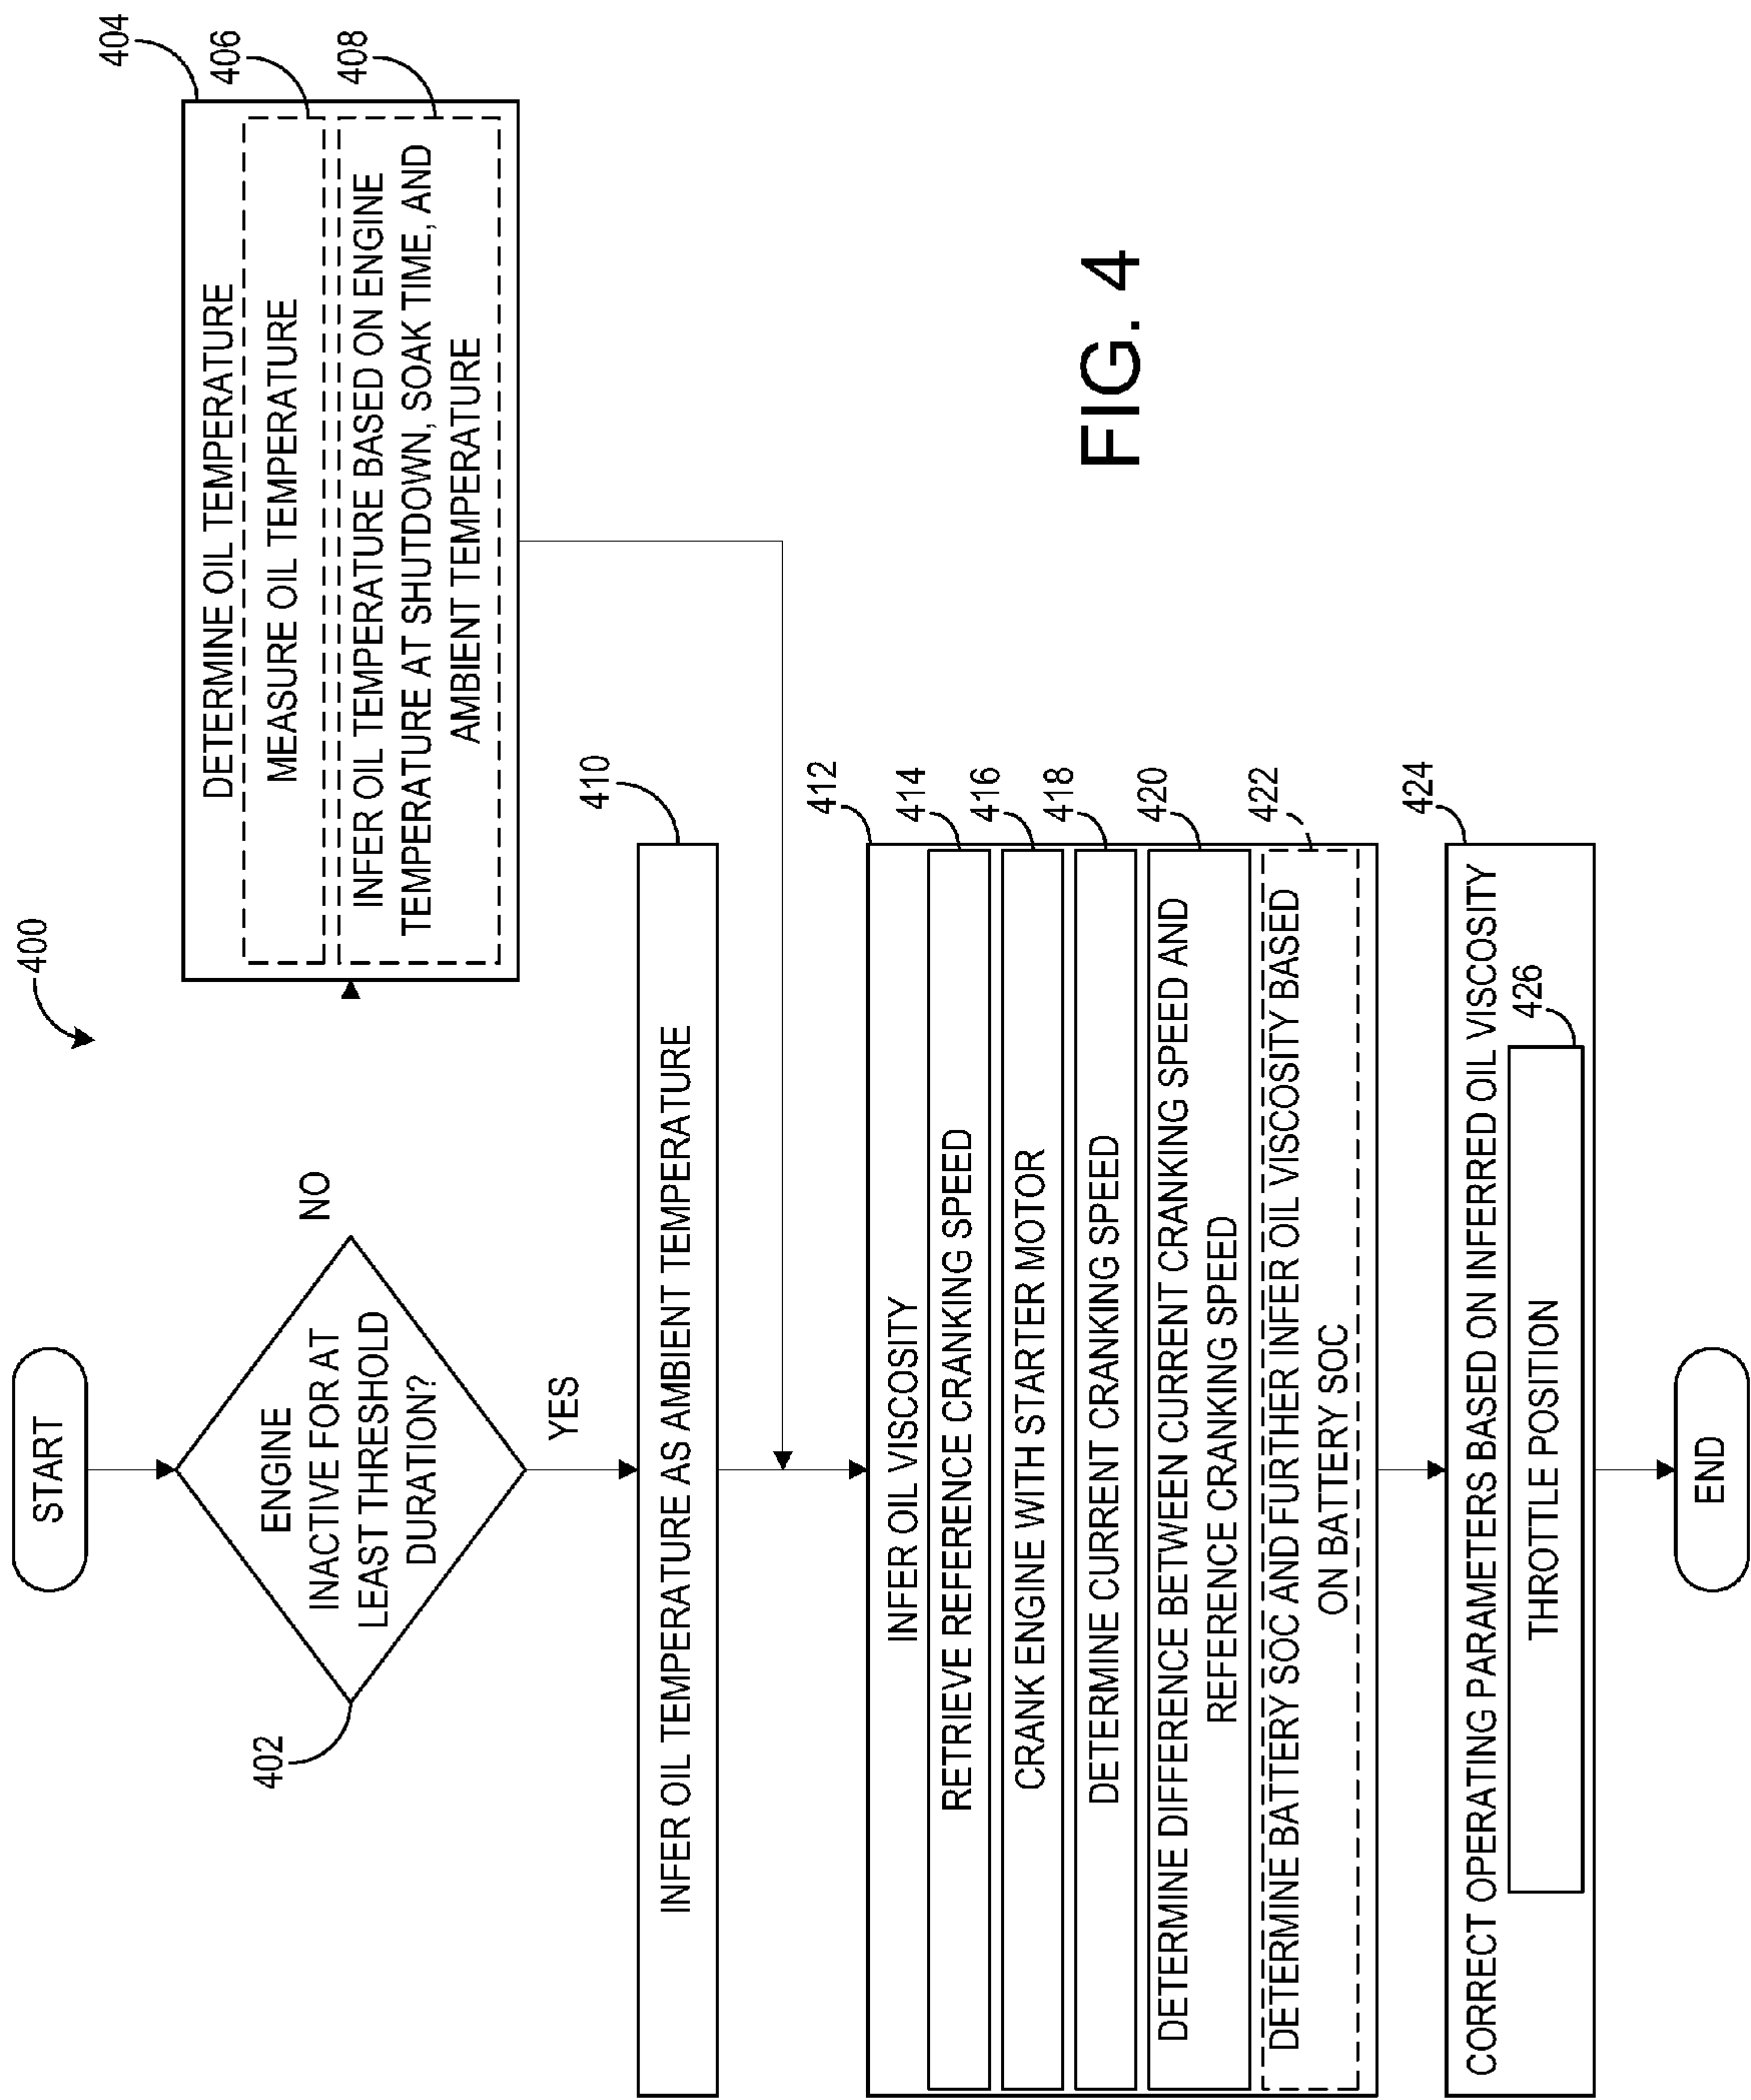 400
START
ENGINE
INACTIVE FOR AT
LEAST THRESHOLD
DURATION?
402
NO
YES
404
DETERMINE OIL TEMPERATURE
406
MEASURE OIL TEMPERATURE
408
INFER OIL TEMPERATURE BASED ON ENGINE
TEMPERATURE AT SHUTDOWN, SOAK TIME, AND
AMBIENT TEMPERATURE
410
INFER OIL TEMPERATURE AS AMBIENT TEMPERATURE
412
INFER OIL VISCOSITY
414
RETRIEVE REFERENCE CRANKING SPEED
416
CRANK ENGINE WITH STARTER MOTOR
418
DETERMINE CURRENT CRANKING SPEED
420
DETERMINE DIFFERENCE BETWEEN CURRENT CRANKING SPEED AND
REFERENCE CRANKING SPEED
422
DETERMINE BATTERY SOC AND FURTHER INFER OIL VISCOSITY BASED
ON BATTERY SOC
424
CORRECT OPERATING PARAMETERS BASED ON INFERRED OIL VISCOSITY
426
THROTTLE POSITION
END
FIG. 4